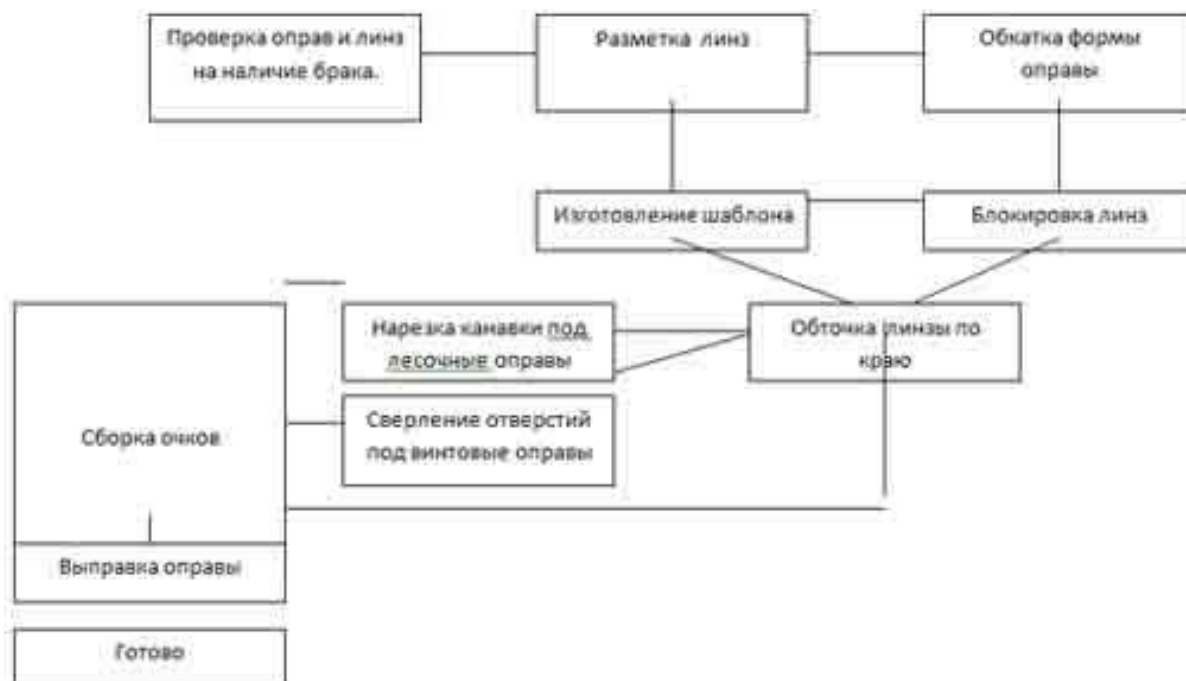 Проверка оправ и линз
на наличие брака.
Разметка линз
Обкатка формы
оправы
Изготовление шаблона
Блокировка линз
Нарезка канавки под
лесочные оправы
Обточка линзы по
краю
Сборка очков
Сверление отверстий
под винтовые оправы
Выправка оправы
Готово